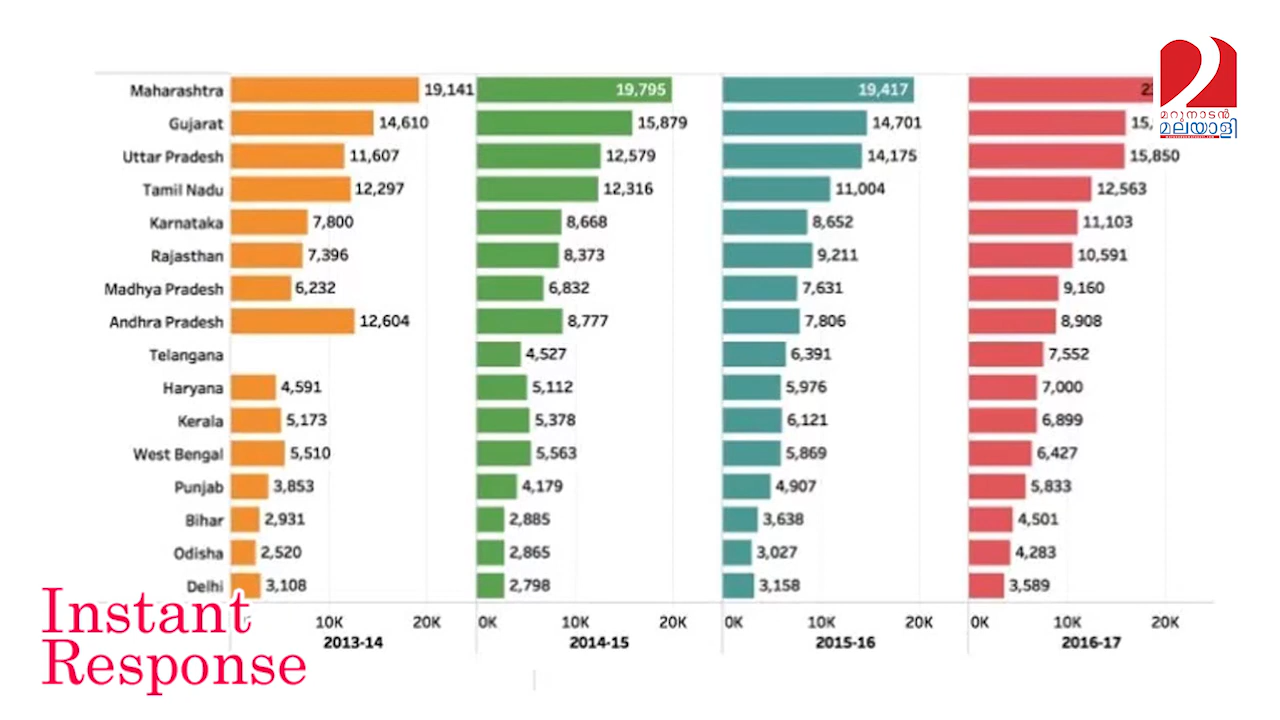 മറുനാടൻ
മലയാളി
Maharashtra 19,141 19,795 19,417
Gujarat 14,610 15,879 14,701
Uttar Pradesh 11,607 12,579 14,175 15,850
Tamil Nadu 12,297 12,316 11,004 12,563
Karnataka 7,800 8,668 8,652 11,103
Rajasthan 7,396 8,373 9,211 10,591
Madhya Pradesh 6,232 6,832 7,631 9,160
Andhra Pradesh 12,604 8,777 7,806 8,908
Telangana 4,527 6,391 7,552
Haryana 4,591 5,112 5,976 7,000
Kerala 5,173 5,378 6,121 6,899
West Bengal 5,510 5,563 5,869 6,427
Punjab 3,853 4,179 4,907 5,833
Bihar 2,931 2,885 3,638 4,501
Odisha 2,520 2,865 3,027 4,283
Delhi 3,108 2,798 3,158 3,589
10K 20K 0K 10K 20K 0K 10K 20K 0K 10K 20K
2013-14 2014-15 2015-16 2016-17
Instant
Response